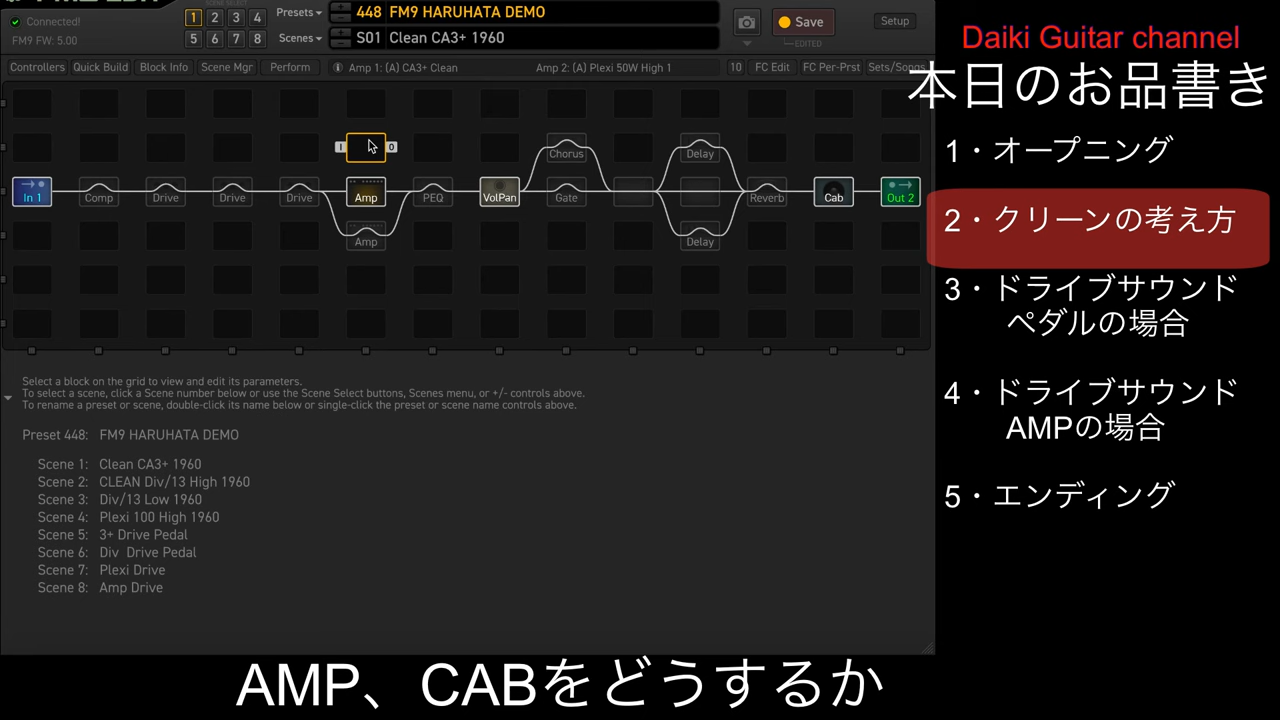 Connected!
FM9 FW: 5.00
1 2 3 4
5 6 7 8
Presets
Scenes
448 FM9 HARUHATA DEMO
S01 Clean CA3+ 1960
Save
EDITED
Setup
Controllers Quick Build Block Info Scene Mgr Perform Amp 1: (A) CA3+ Clean Amp 2: (A) Plexi 50W High 1 10 FC Edit FC Per-Prst Sets/Songs
I O
Chorus Delay
In 1 Comp Drive Drive Drive Amp PEQ VolPan Gate Reverb Cab Out 2
Amp Delay
Select a block on the grid to view and edit its parameters.
To select a scene, click a Scene number below or use the Scene Select buttons, Scenes menu, or +/- controls above.
To rename a preset or scene, double-click its name below or single-click the preset or scene name controls above.
Preset 448: FM9 HARUHATA DEMO
Scene 1: Clean CA3+ 1960
Scene 2: CLEAN Div/13 High 1960
Scene 3: Div/13 Low 1960
Scene 4: Plexi 100 High 1960
Scene 5: 3+ Drive Pedal
Scene 6: Div Drive Pedal
Scene 7: Plexi Drive
Scene 8: Amp Drive
Daiki Guitar channel
本日のお品書き
1・オープニング
2・クリーンの考え方
3・ドライブサウンド
ペダルの場合
4・ドライブサウンド
AMPの場合
5・エンディング
AMP、CABをどうするか